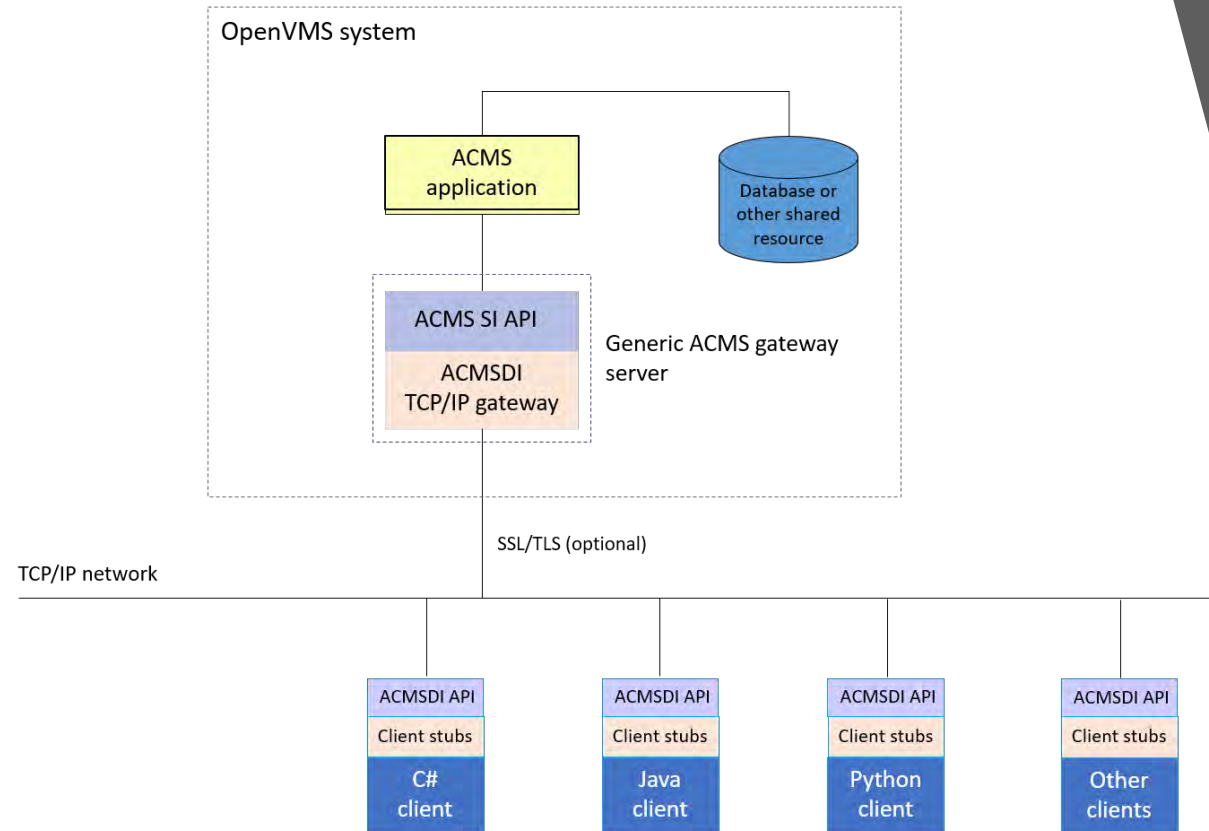 OpenVMS system
ACMS
application
Database or
other shared
resource
ACMS SI API
ACMSDI
TCP/IP gateway
Generic ACMS gateway
server
SSL/TLS (optional)
TCP/IP network
ACMSDI API
Client stubs
C#
client
ACMSDI API
Client stubs
Java
client
ACMSDI API
Client stubs
Python
client
ACMSDI API
Client stubs
Other
clients